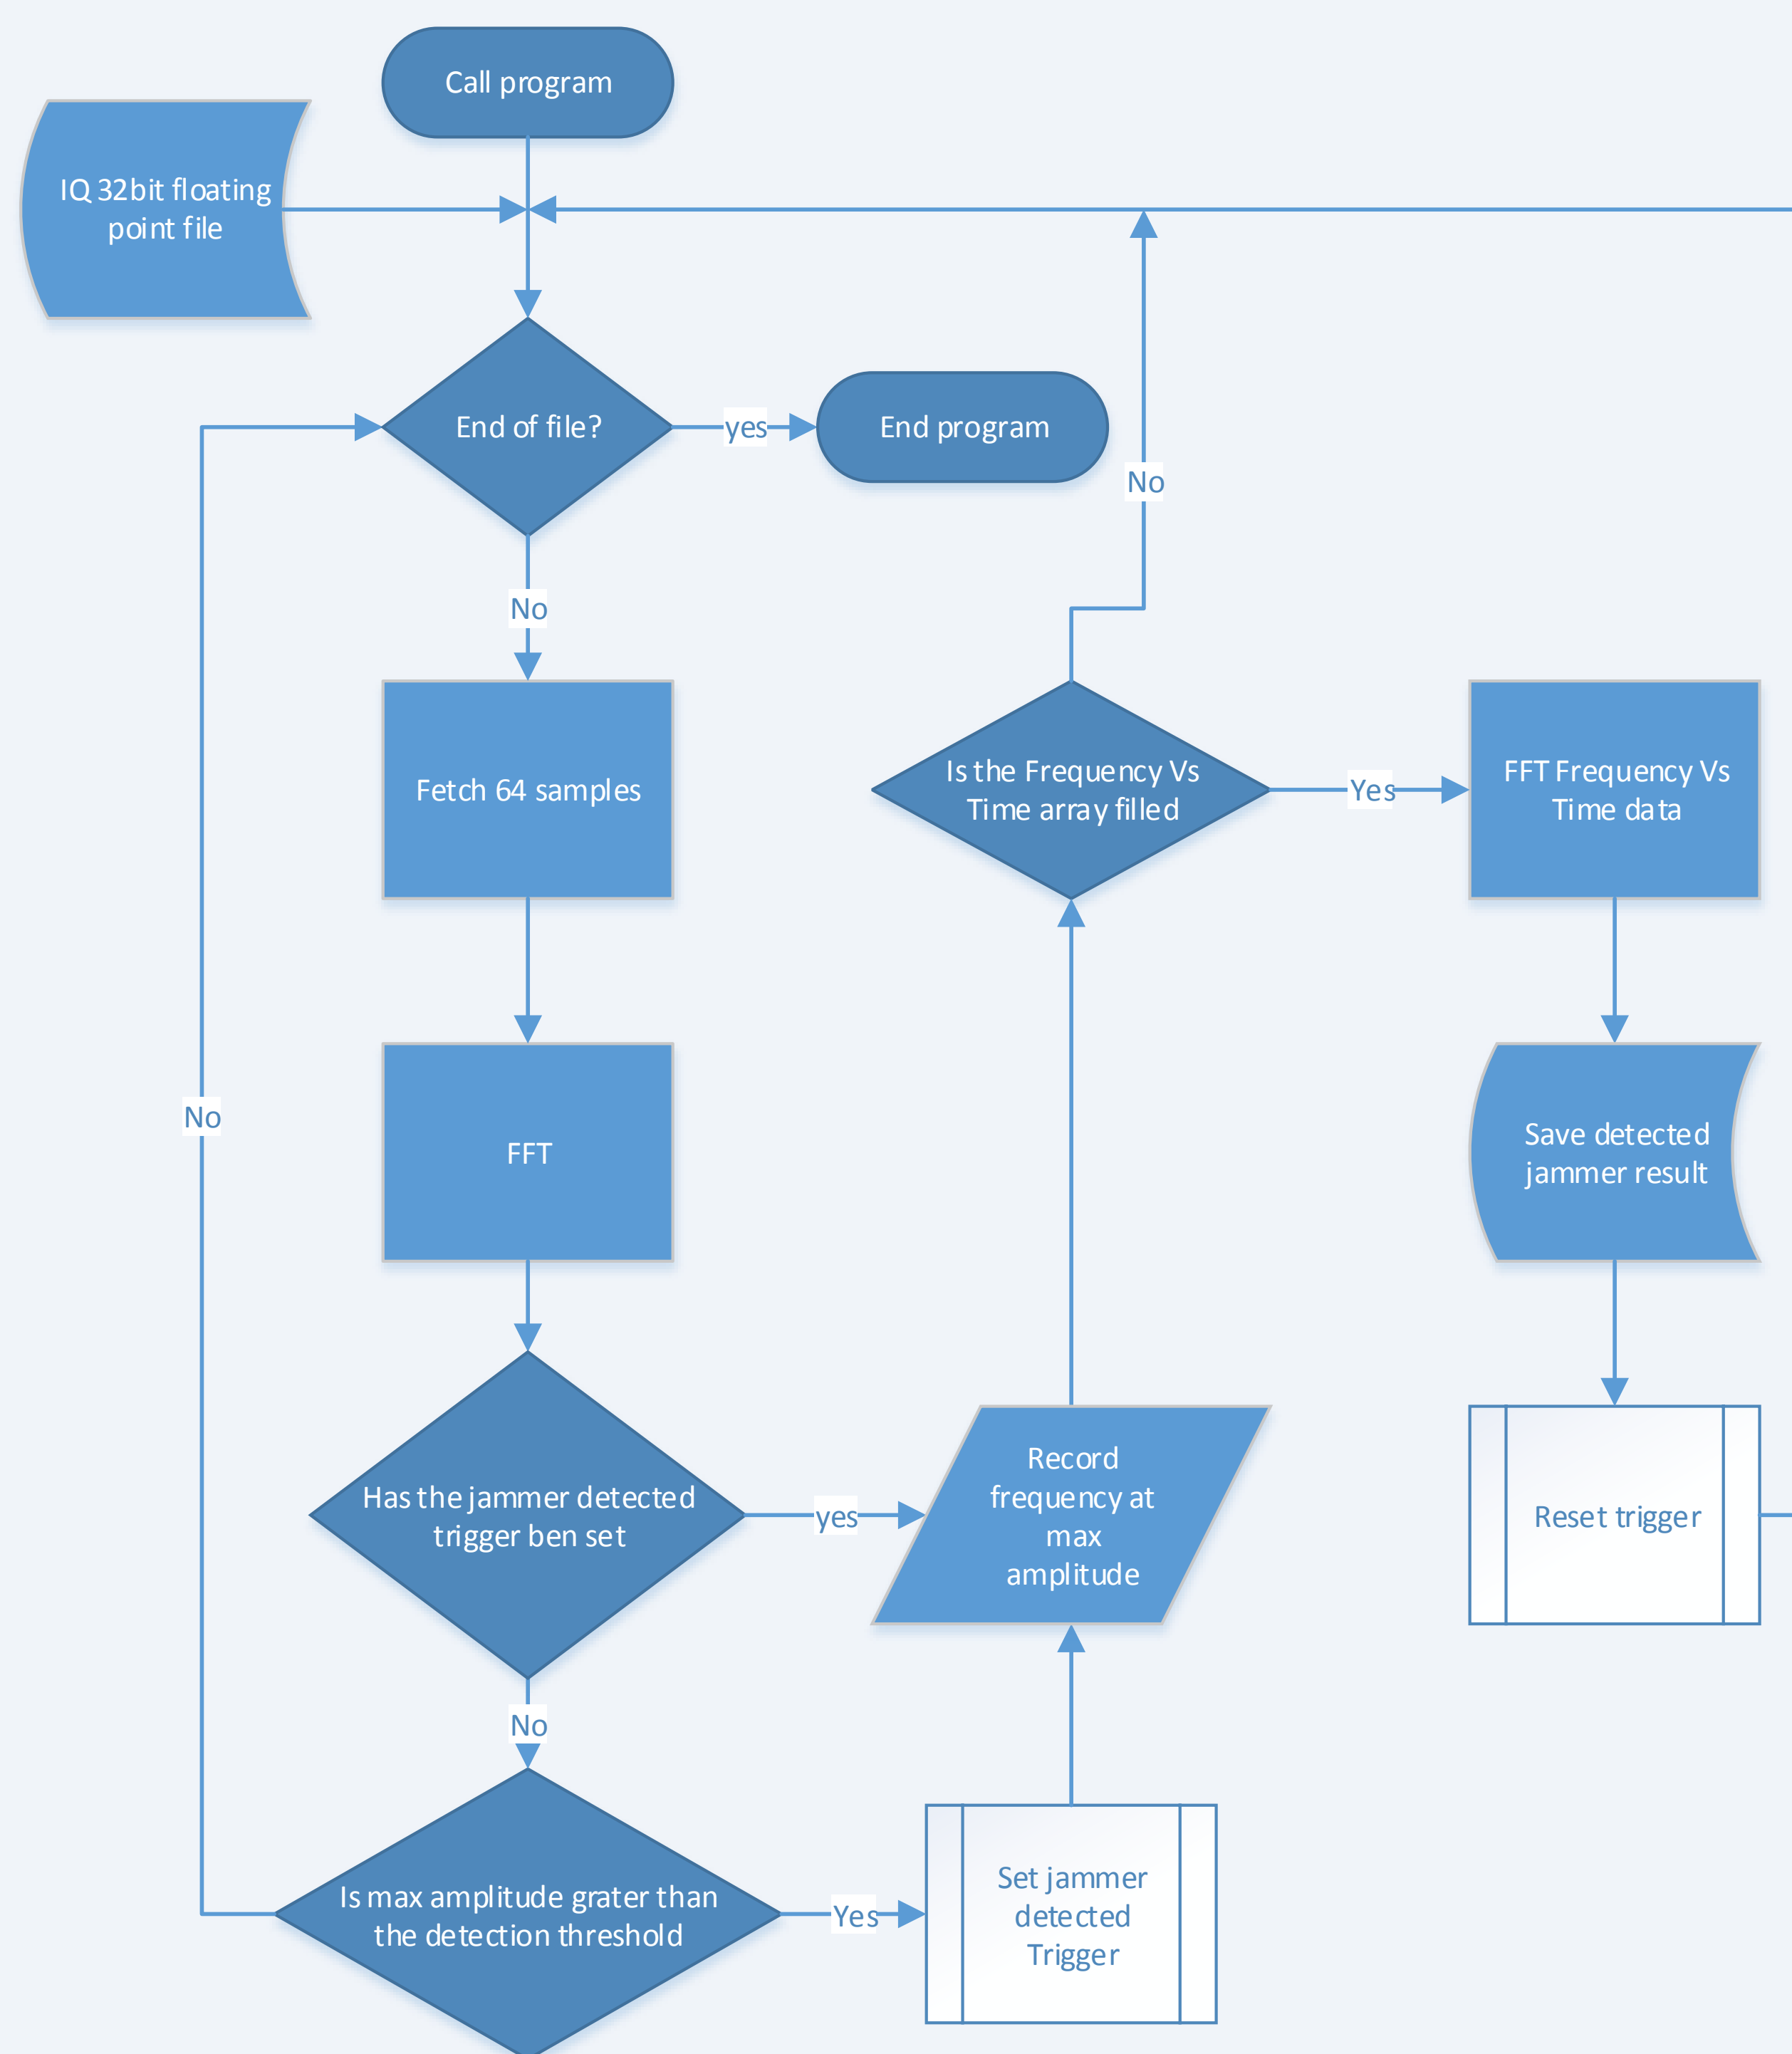 Call program
IQ 32bit floating
point file
End of file?
yes
End program
No
No
Fetch 64 samples
Is the Frequency Vs
Time array filled
Yes
FFT Frequency Vs
Time data
No
FFT
Save detected
jammer result
Has the jammer detected
trigger ben set
yes
Record
frequency at
max
amplitude
Reset trigger
No
Is max amplitude grater than
the detection threshold
Yes
Set jammer
detected
Trigger